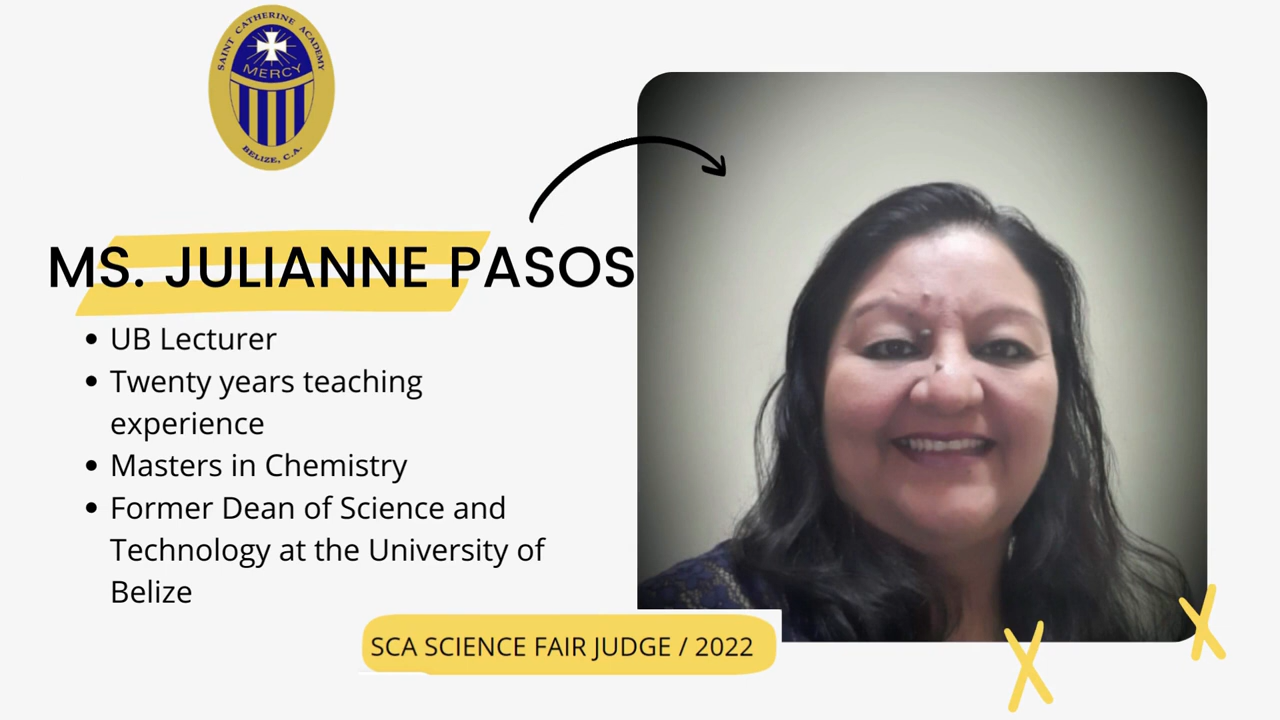 SAINT CATHERINE ACADEMY
MERCY
BELIZE, C.A.
MS. JULIANNE PASOS
• UB Lecturer
• Twenty years teaching
experience
• Masters in Chemistry
• Former Dean of Science and
Technology at the University of
Belize
SCA SCIENCE FAIR JUDGE / 2022